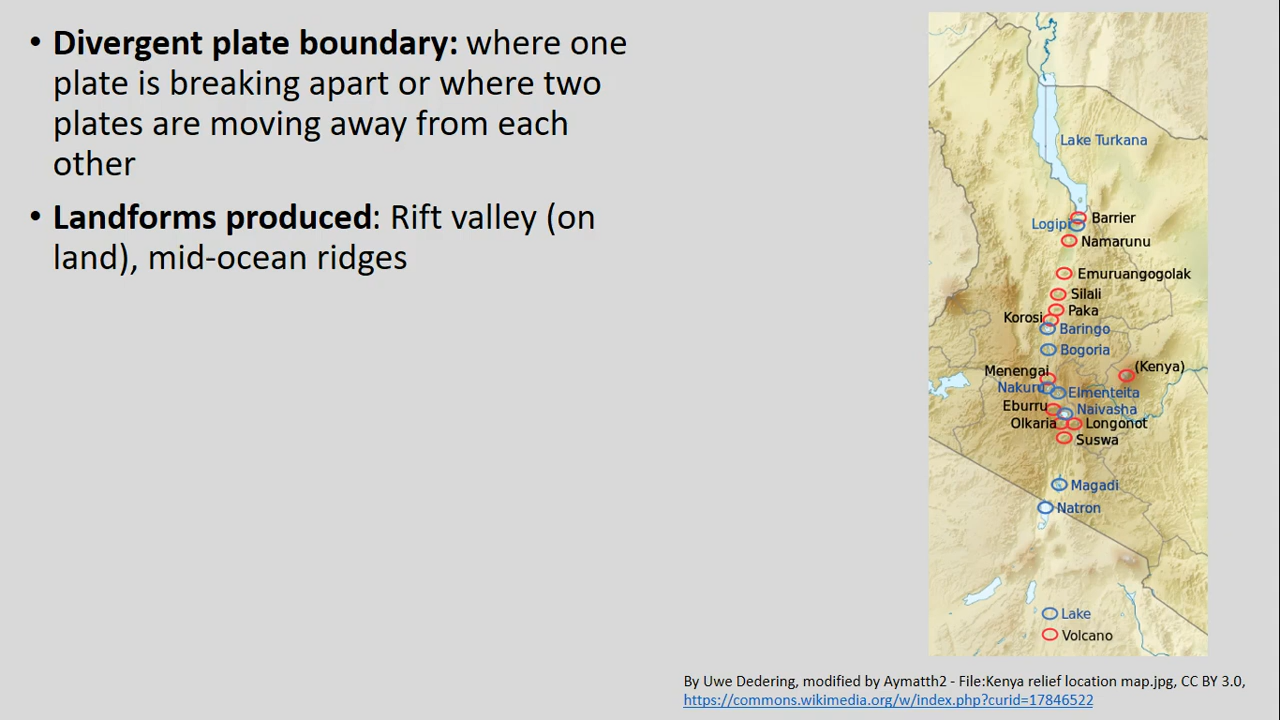 • Divergent plate boundary: where one
plate is breaking apart or where two
plates are moving away from each
other
• Landforms produced: Rift valley (on
land), mid-ocean ridges
Lake Turkana
Barrier
Logipi
Namarunu
Emuruangogolak
Silali
Paka
Korosi
Baringo
Bogoria
(Kenya)
Menengai
Nakuru
Elmenteita
Eburru
Naivasha
Olkaria
Longonot
Suswa
Magadi
Natron
Lake
Volcano
By Uwe Dedering, modified by Aymatth2 - File:Kenya relief location map.jpg, CC BY 3.0,
https://commons.wikimedia.org/w/index.php?curid=17846522